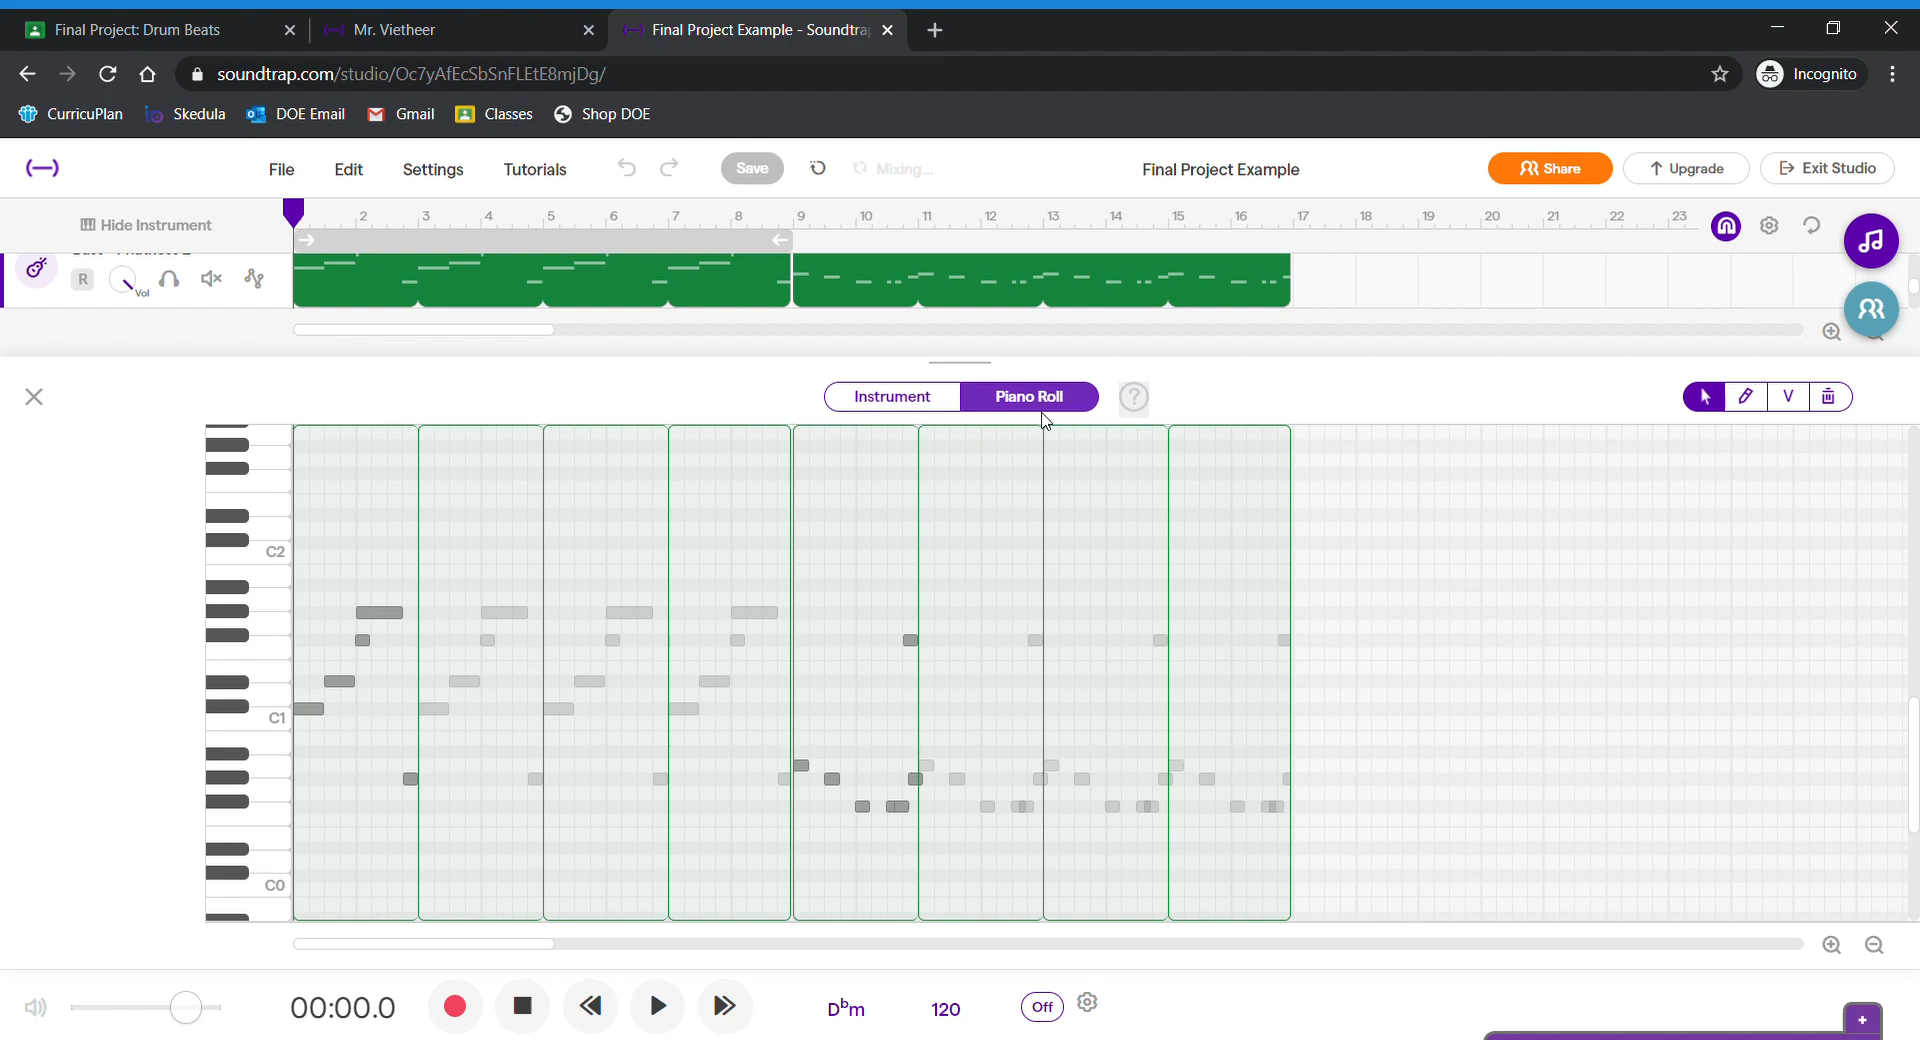 Final Project: Drum Beats
Mr. Vietheer
Final Project Example - Soundtra
soundtrap.com/studio/Oc7yAfEcSbSnFLEtE8mjDg/
Incognito
CurricuPlan
Skedula
DOE Email
Gmail
Classes
Shop DOE
File
Edit
Settings
Tutorials
Save
Mixing...
Final Project Example
Share
Upgrade
Exit Studio
Hide Instrument
2 3 4 5 6 7 8 9 10 11 12 13 14 15 16 17 18 19 20 21 22 23
R
Vol
Instrument
Piano Roll
?
V
C2
C1
C0
00:00.0
Dbm
120
Off
+